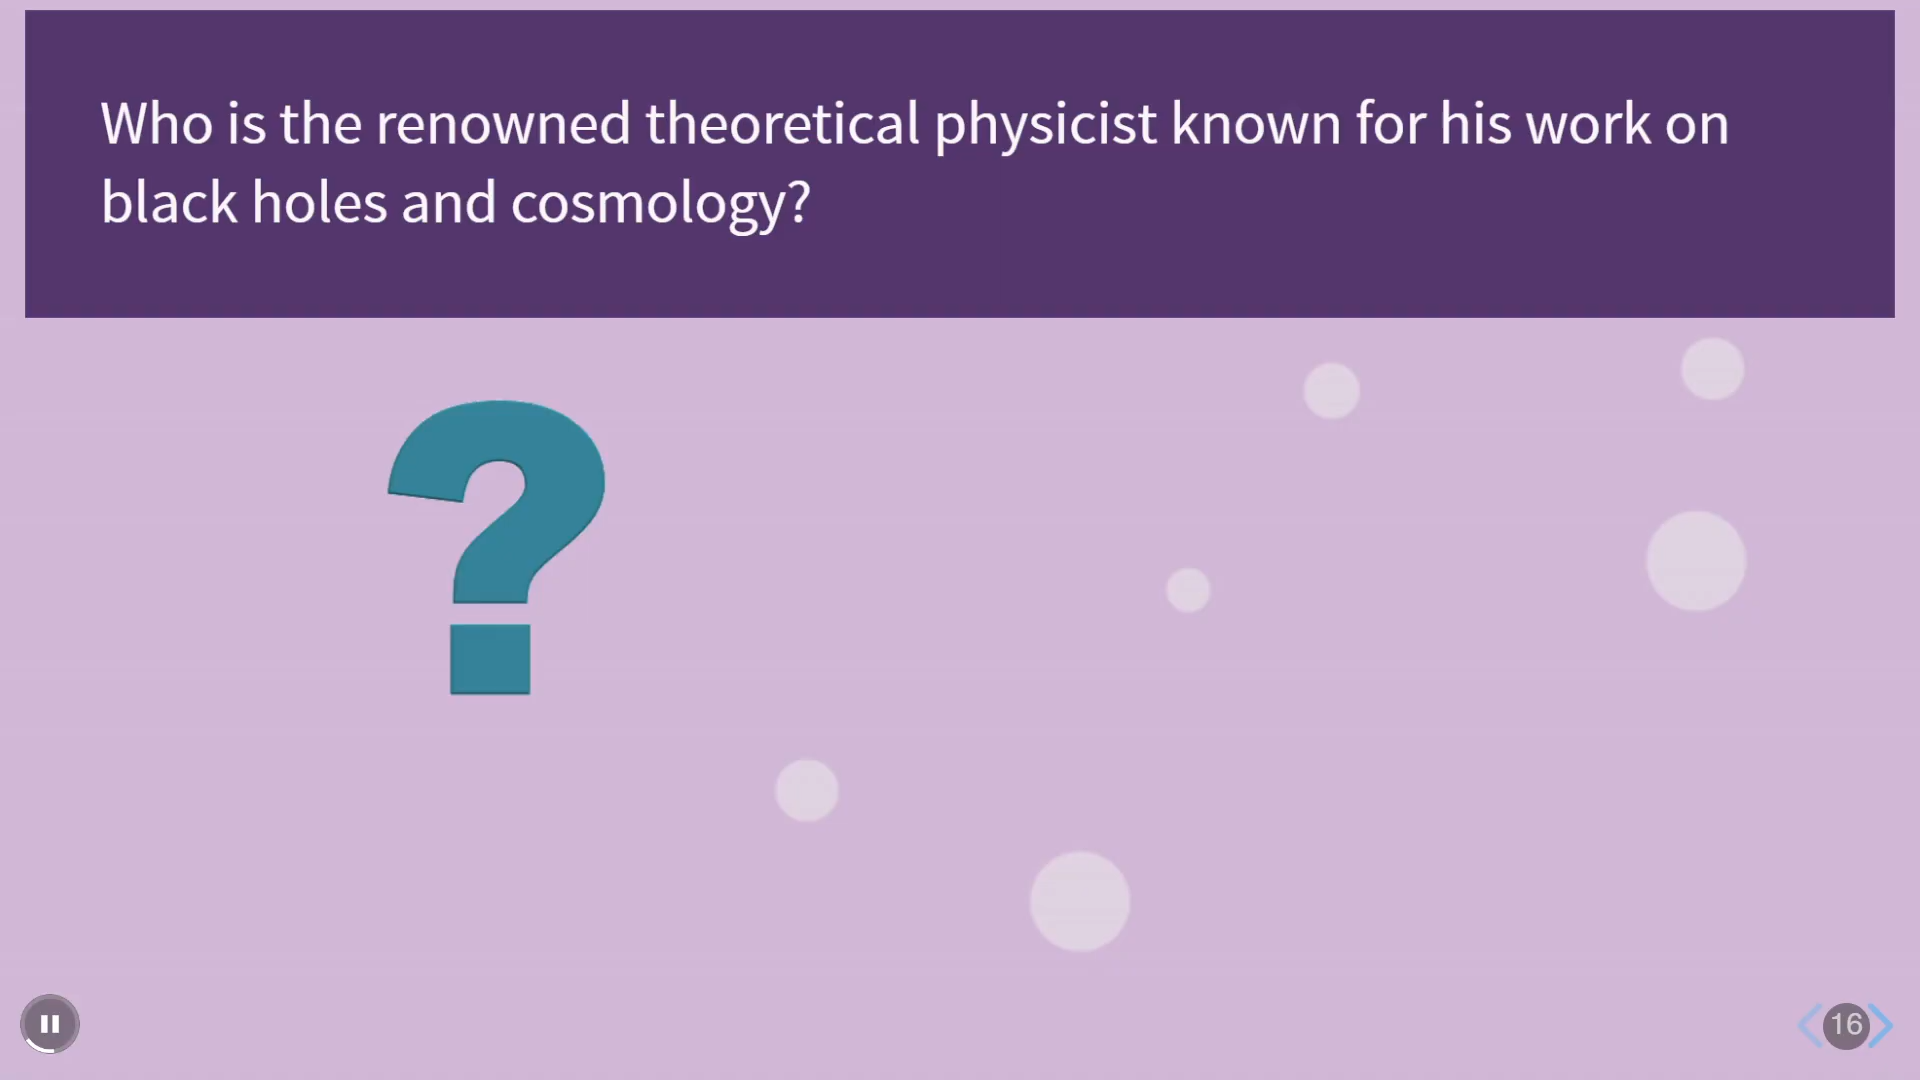 Who is the renowned theoretical physicist known for his work on
black holes and cosmology?
?
16